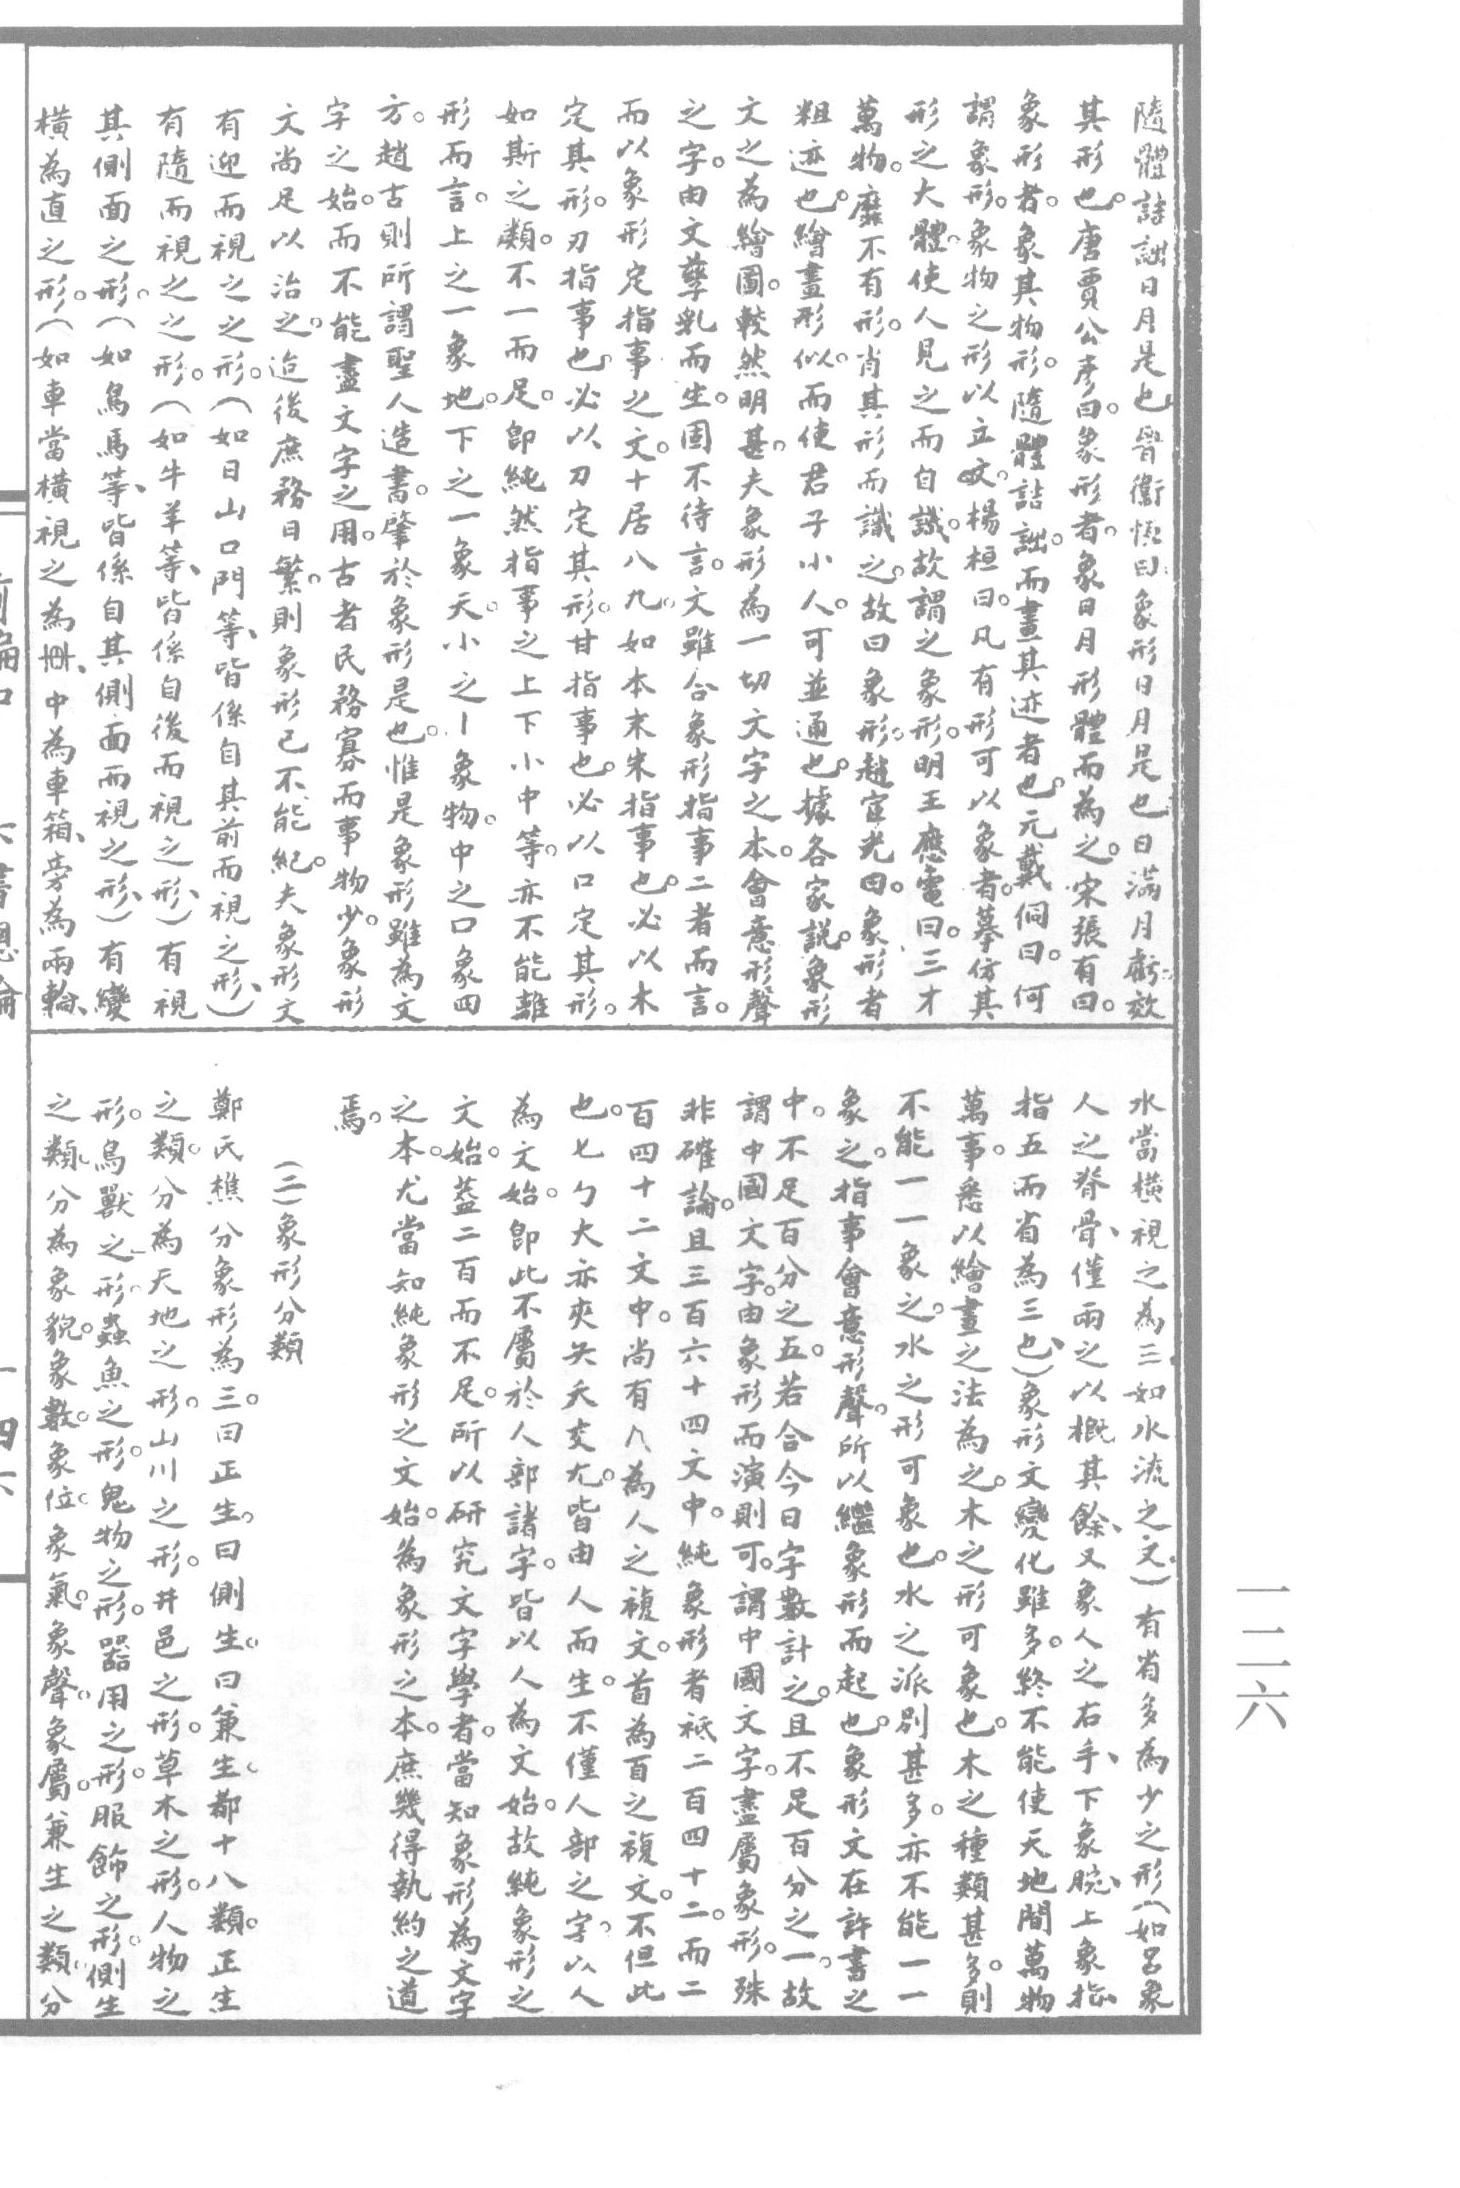 隨體詰詘日月是也晉衞恆曰象形日月是也日滿月虧效
其形也。唐賈公彥曰。象形者。象日月形體而為之。宋張有曰。
象形者。象其物形。隨體詰詘。而畫其迹者也。元戴侗曰。何
謂象形。象物之形以立文。楊桓曰。凡有形可以象者。摹仿其
形之大體。使人見之而自識。故謂之象形。明王應電曰。三才
萬物。靡不有形。肖其形而識之。故曰象形。趙宧光曰。象形者
粗迹也。繪畫形似。而使君子小人。可並通也。據各家說。象形
文之為繪圖。較然明甚。夫象形為一切文字之本。會意形聲
之字。由文孳乳而生。固不待言。文雖合象形指事二者而言。
而以象形定指事之文。十居八九。如本末朱指事也。必以木
定其形。刃指事也。必以刀定其形。甘指事也。必以口定其形。
如斯之類。不一而足。卽純然指事之上下小中等。亦不能離
形而言。上之一象地。下之一象天。小之丨象物。中之口象四
方。趙古則所謂聖人造書。肇於象形是也。惟是象形雖為文
字之始。而不能盡文字之用。古者民務寡而事物少。象形
文尚足以治之。迨後庶務日繁。則象形已不能紀。夫象形文
有迎而視之之形。(如日山口門等、皆係自其前而視之形、)
有隨而視之之形。(如牛羊等、皆係自後而視之形、)有視
其側面之形。(如鳥馬等、皆係自其側面而視之形、)有變
橫為直之形。(如車當橫視之為、中為車箱、旁為兩輪、
水當橫視之為三如水流之文)有省多為少之形(如呂象
人之脊骨、僅兩之以概其餘、又象人之右手、下象腕、上象指、
指五而省為三也、)象形文變化雖多。終不能使天地間萬物
萬事。悉以繪畫之法為之。木之形可象也。木之種類甚多。則
不能一一象之。水之形可象也。水之派別甚多。亦不能一一
象之。指事會意形聲。所以繼象形而起也。象形文在許書之
中。不足百分之五。若合今日字數計之。且不足百分之一。故
謂中國文字。由象形而演則可。謂中國文字。盡屬象形。殊
非確論。且三百六十四文中。純象形者祇二百四十二。而二
百四十二文中。尚有为人之複文。首為百之複文。不但此
也。匕勹大亦夾夨夭交尢。皆由人而生。不僅人部之字。以人
為文始。卽此不屬於人部諸字。皆以人為文始。故純象形之
文始。蓋二百而不足。所以研究文字學者。當知象形為文字
之本。尤當知純象形之文始。為象形之本。庶幾得執約之道
焉。
(二)象形分類
鄭氏樵分象形為三。曰正生。曰側生。曰兼生。都十八類。正生
之類。分為天地之形。山川之形。井邑之形。草木之形。人物之
形。鳥獸之形。蟲魚之形。鬼物之形。器用之形。服飾之形。側生
之類。分為象貌。象數。象位。象氣。象聲。象屬。兼生之類。分
一二六